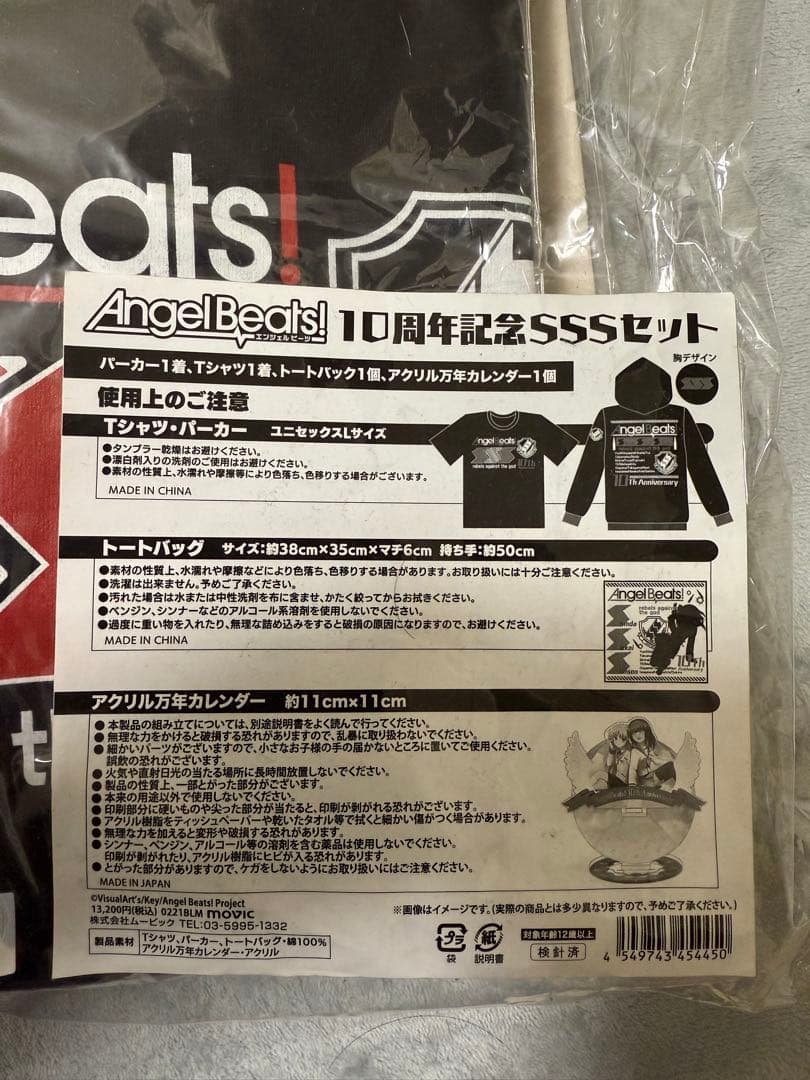 eats!
t
Angel Beats!
エンジェルビーツ
10周年記念SSSセット
パーカー1着、Tシャツ1着、トートバック1個、アクリル万年カレンダー1個
胸デザイン
使用上のご注意
Tシャツ・パーカー ユニセックスLサイズ
●タンブラー乾燥はお避けください。
●漂白剤入りの洗剤のご使用はお避けください。
●素材の性質上、水濡れや摩擦等により色落ち、色移りする場合がございます。
MADE IN CHINA
Angel Beats
rebels against the god
10th
Angel Beats
SSS
rebels against the god
10th Anniversary
トートバッグ サイズ:約38cm×35cm×マチ6cm 持ち手:約50cm
●素材の性質上、水濡れや摩擦などにより色落ち、色移りする場合があります。お取り扱いには十分ご注意ください。
●洗濯は出来ません。予めご了承ください。
●汚れた場合は水または中性洗剤を布に含ませ、かたく絞ってからお拭きください。
●ベンジン、シンナーなどのアルコール系溶剤を使用しないでください。
●過度に重い物を入れたり、無理な詰め込みをすると破損の原因になりますので、お避けください。
MADE IN CHINA
Angel Beats!
rebels against
the god
10th
Anniversary
アクリル万年カレンダー 約11cm×11cm
●本製品の組み立てについては、別途説明書をよく読んで行ってください。
●無理な力をかけると破損する恐れがありますので、乱暴に取り扱わないでください。
●細かいパーツがございますので、小さなお子様の手の届かないところに置いてご使用ください。
誤飲の恐れがございます。
●火気や直射日光の当たる場所に長時間放置しないでください。
●製品の性質上、一部とがった部分がございます。
●本来の用途以外で使用しないでください。
●印刷部分に硬いものや尖った部分が当たると、印刷が剥がれる恐れがございます。
●アクリル樹脂をティッシュペーパーや乾いたタオル等で拭くと細かい傷がつく場合があります。
●無理な力を加えると変形や破損する恐れがあります。
●シンナー、ベンジン、アルコール等の溶剤を含む薬品は使用しないでください。
印刷が剥がれたり、アクリル樹脂にヒビが入る恐れがあります。
●とがった部分がありますので、ケガをしないようにお取り扱いにはご注意ください。
MADE IN JAPAN
©VisualArt's/Key/Angel Beats! Project
13,200円(税込) 0221BLM movic
株式会社ムービック TEL:03-5995-1332
製品素材 Tシャツ、パーカー、トートバッグ・綿100%
アクリル万年カレンダー・アクリル
※画像はイメージです。(実際の商品とは多少異なりますので、予めご了承ください。)
プラ
袋
紙
説明書
対象年齢12歳以上
検針済
4 549743 454450